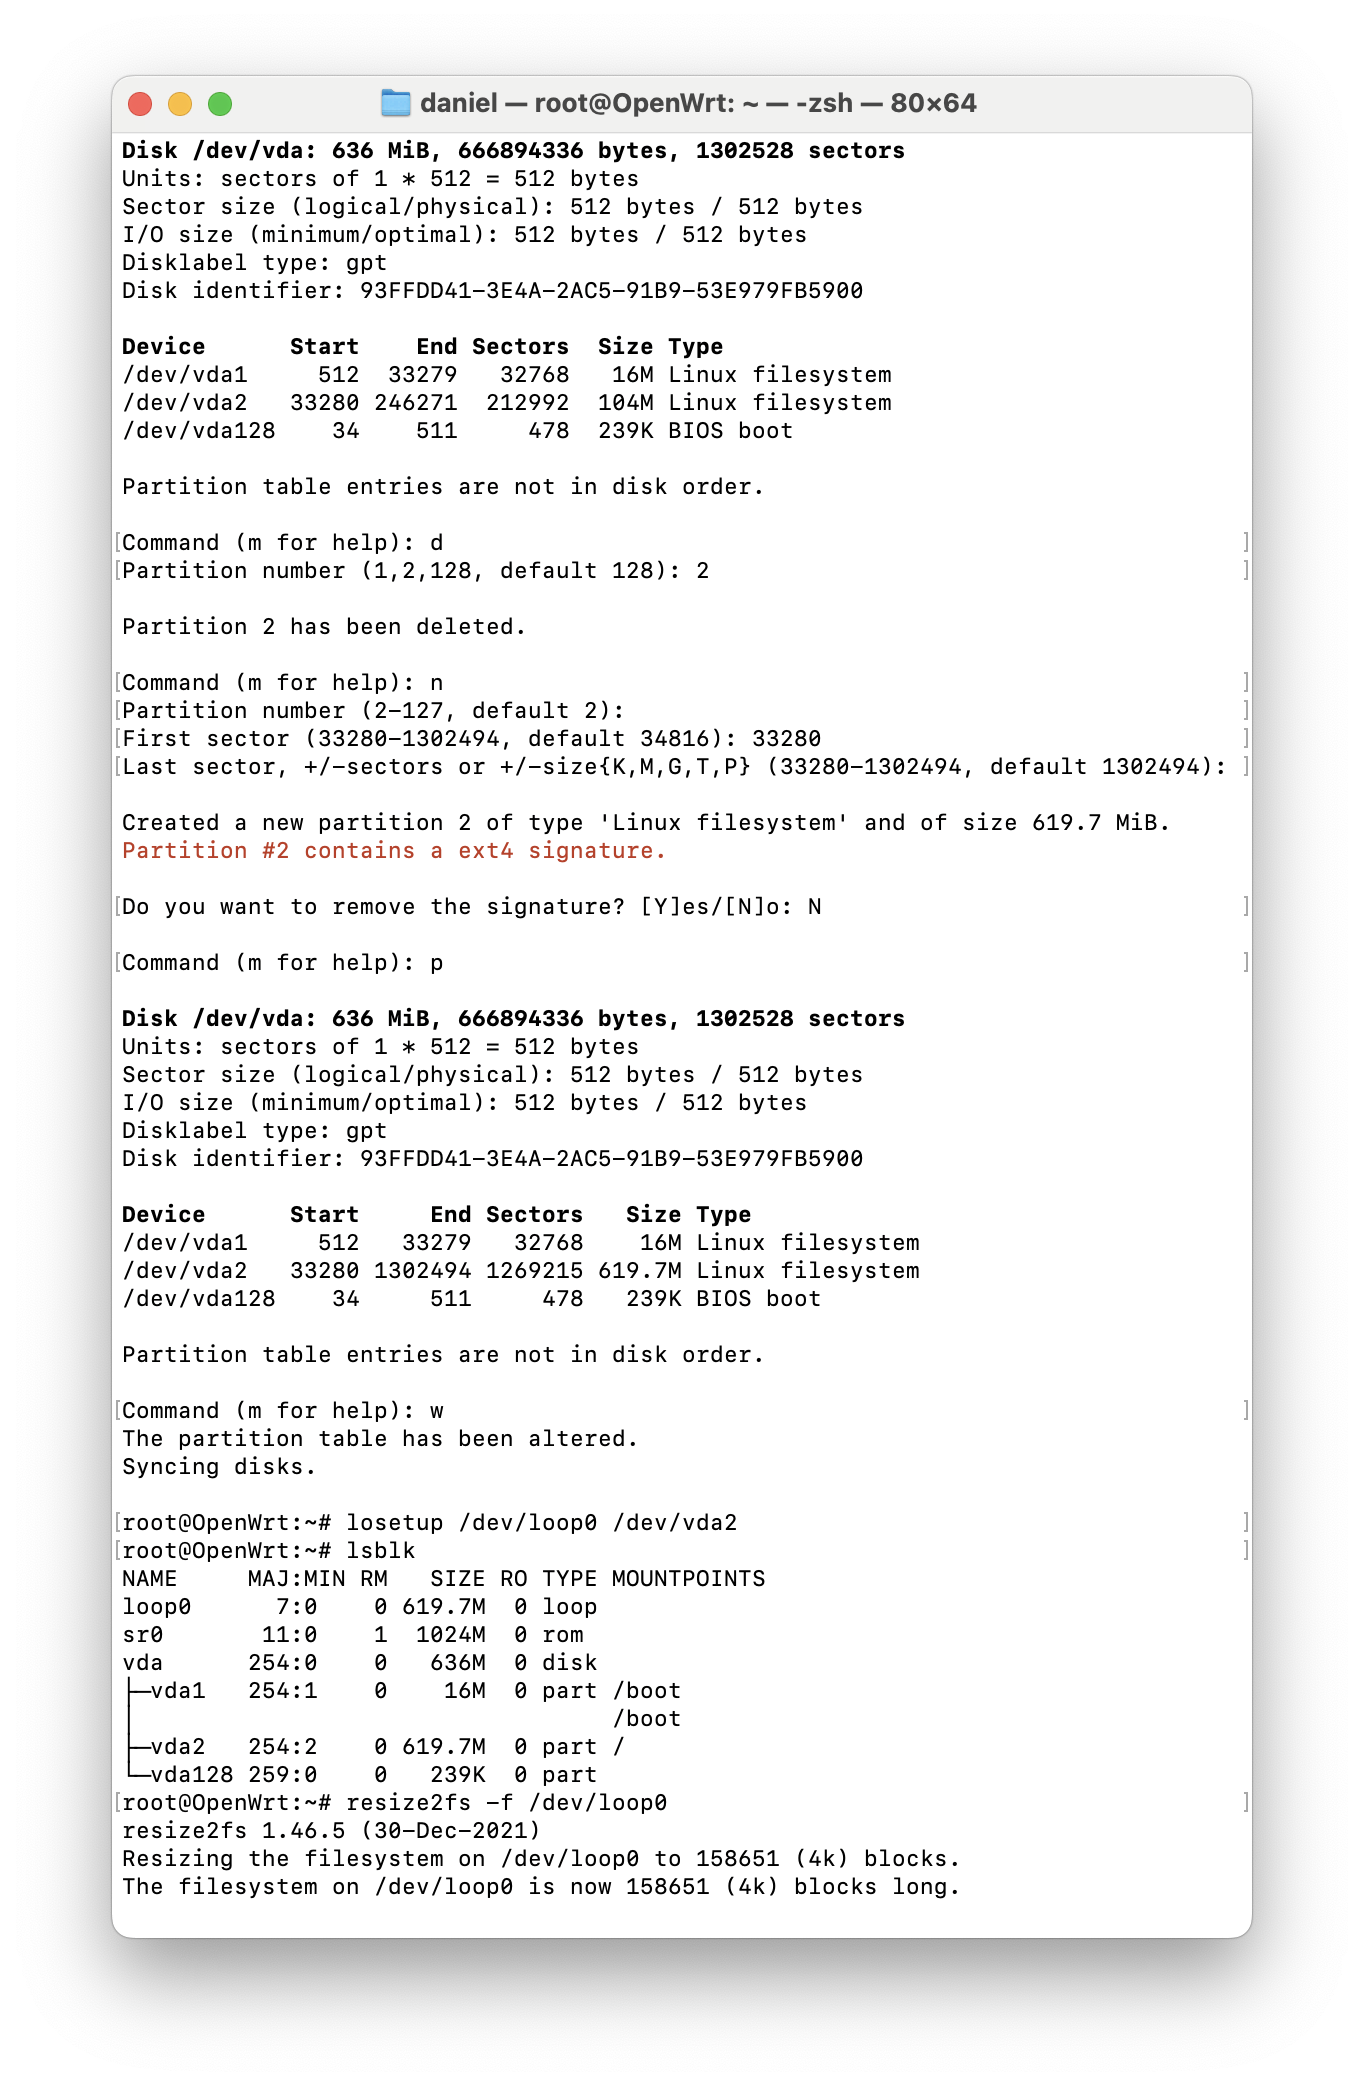 daniel — root@OpenWrt: ~ — -zsh — 80×64
Disk /dev/vda: 636 MiB, 666894336 bytes, 1302528 sectors
Units: sectors of 1 * 512 = 512 bytes
Sector size (logical/physical): 512 bytes / 512 bytes
I/O size (minimum/optimal): 512 bytes / 512 bytes
Disklabel type: gpt
Disk identifier: 93FFDD41-3E4A-2AC5-91B9-53E979FB5900

Device      Start    End Sectors  Size Type
/dev/vda1     512  33279   32768   16M Linux filesystem
/dev/vda2   33280 246271  212992  104M Linux filesystem
/dev/vda128    34    511     478  239K BIOS boot

Partition table entries are not in disk order.

[Command (m for help): d ]
[Partition number (1,2,128, default 128): 2 ]

Partition 2 has been deleted.

[Command (m for help): n ]
[Partition number (2-127, default 2): ]
[First sector (33280-1302494, default 34816): 33280 ]
[Last sector, +/-sectors or +/-size{K,M,G,T,P} (33280-1302494, default 1302494): ]

Created a new partition 2 of type 'Linux filesystem' and of size 619.7 MiB.
Partition #2 contains a ext4 signature.

[Do you want to remove the signature? [Y]es/[N]o: N ]

[Command (m for help): p ]

Disk /dev/vda: 636 MiB, 666894336 bytes, 1302528 sectors
Units: sectors of 1 * 512 = 512 bytes
Sector size (logical/physical): 512 bytes / 512 bytes
I/O size (minimum/optimal): 512 bytes / 512 bytes
Disklabel type: gpt
Disk identifier: 93FFDD41-3E4A-2AC5-91B9-53E979FB5900

Device      Start     End Sectors   Size Type
/dev/vda1     512   33279   32768    16M Linux filesystem
/dev/vda2   33280 1302494 1269215 619.7M Linux filesystem
/dev/vda128    34     511     478   239K BIOS boot

Partition table entries are not in disk order.

[Command (m for help): w ]
The partition table has been altered.
Syncing disks.

[root@OpenWrt:~# losetup /dev/loop0 /dev/vda2 ]
[root@OpenWrt:~# lsblk ]
NAME     MAJ:MIN RM   SIZE RO TYPE MOUNTPOINTS
loop0      7:0    0 619.7M  0 loop
sr0       11:0    1  1024M  0 rom
vda      254:0    0   636M  0 disk
├─vda1   254:1    0    16M  0 part /boot
│                                  /boot
├─vda2   254:2    0 619.7M  0 part /
└─vda128 259:0    0   239K  0 part
[root@OpenWrt:~# resize2fs -f /dev/loop0 ]
resize2fs 1.46.5 (30-Dec-2021)
Resizing the filesystem on /dev/loop0 to 158651 (4k) blocks.
The filesystem on /dev/loop0 is now 158651 (4k) blocks long.